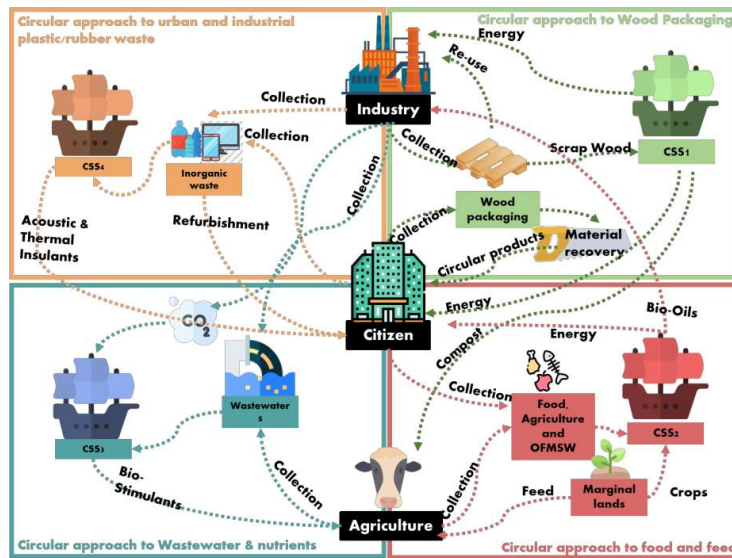 Circular approach to urban and industrial
plastic/rubber waste
Circular approach to Wood Packaging
Energy
Re-use
Collection
Industry
Collection
Collection
Scrap Wood
CSS₁
CSS₄
Inorganic
waste
Collection
Wood
packaging
Acoustic &
Thermal
Insulants
Refurbishment
Collection
Material
recovery
Circular products
Energy
Bio-Oils
CO₂
Citizen
Energy
Compost
Collection
Wastewater
s
Food,
Agriculture
and
OFMSW
CSS₃
CSS₂
Bio-
Stimulants
Collection
Collection
Feed
Marginal
lands
Crops
Agriculture
Circular approach to Wastewater & nutrients
Circular approach to food and feed